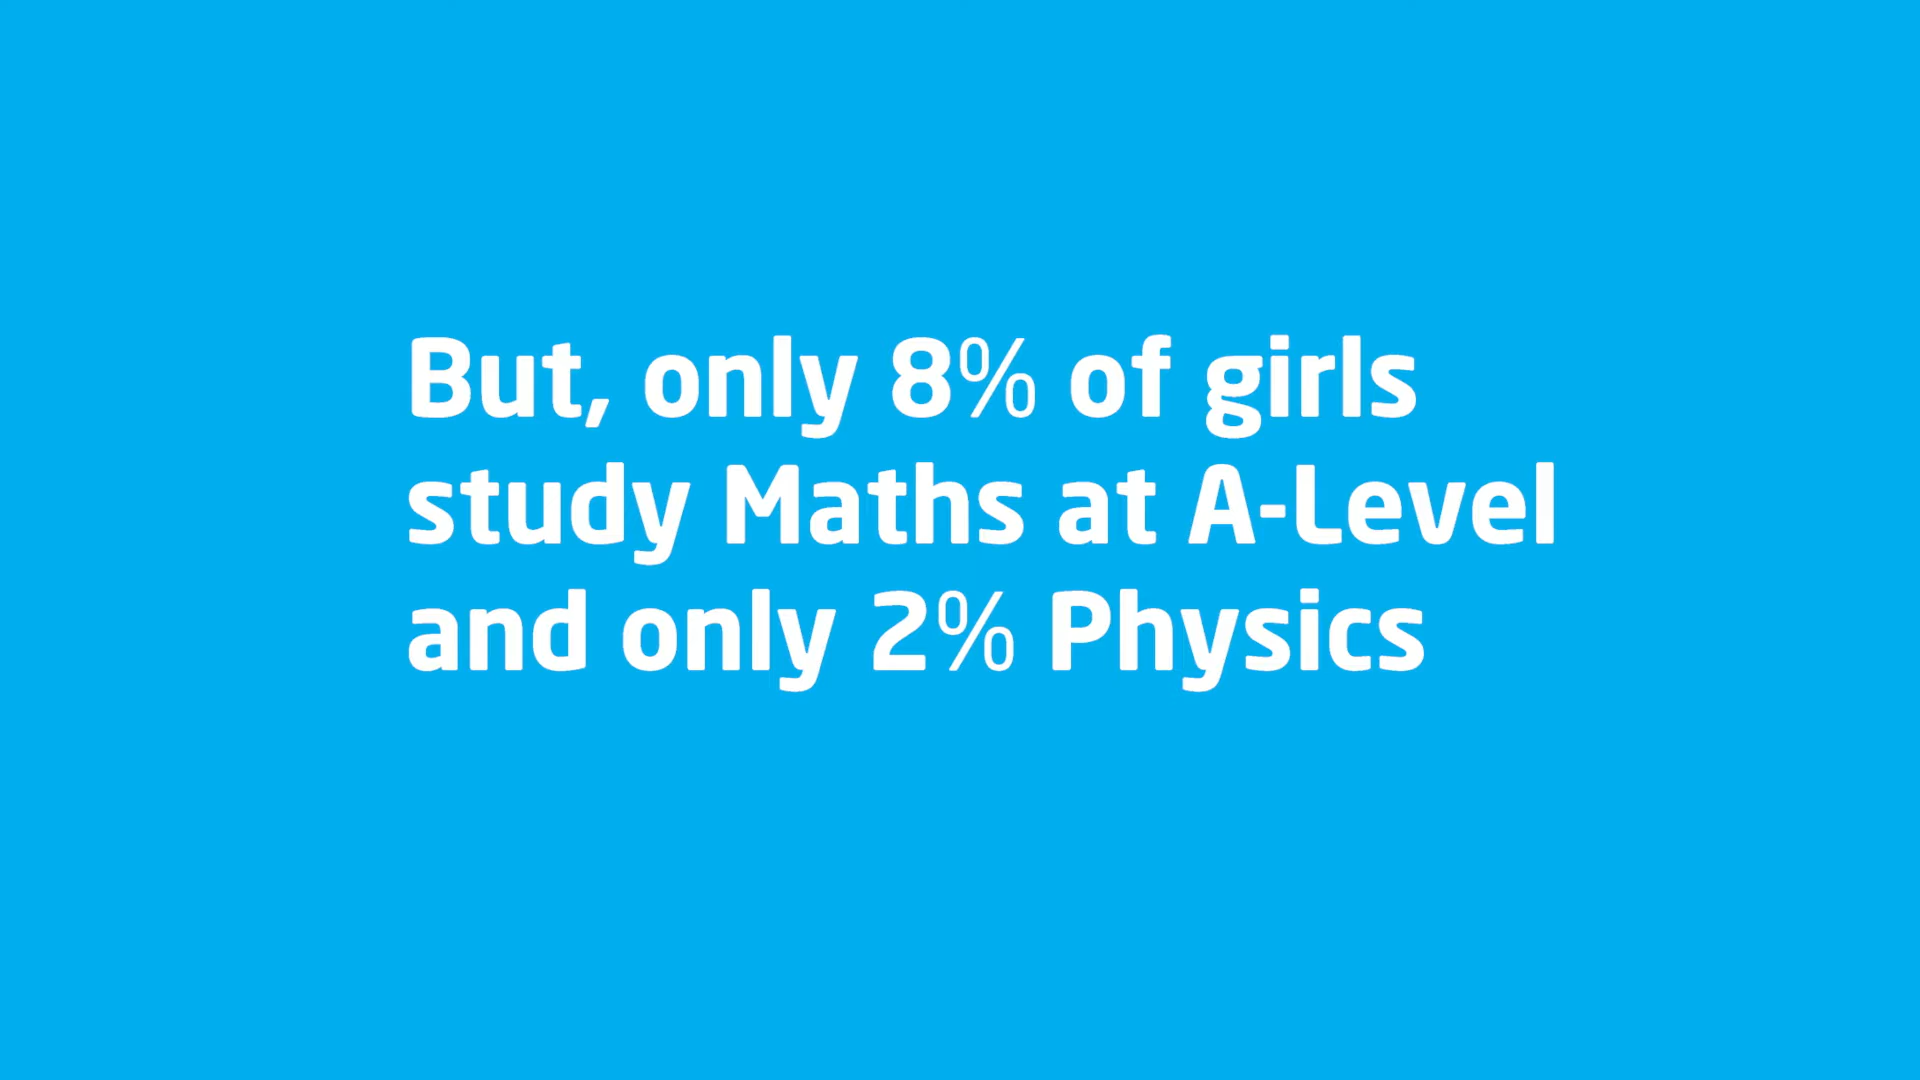 But, only 8% of girls
study Maths at A-Level
and only 2% Physics